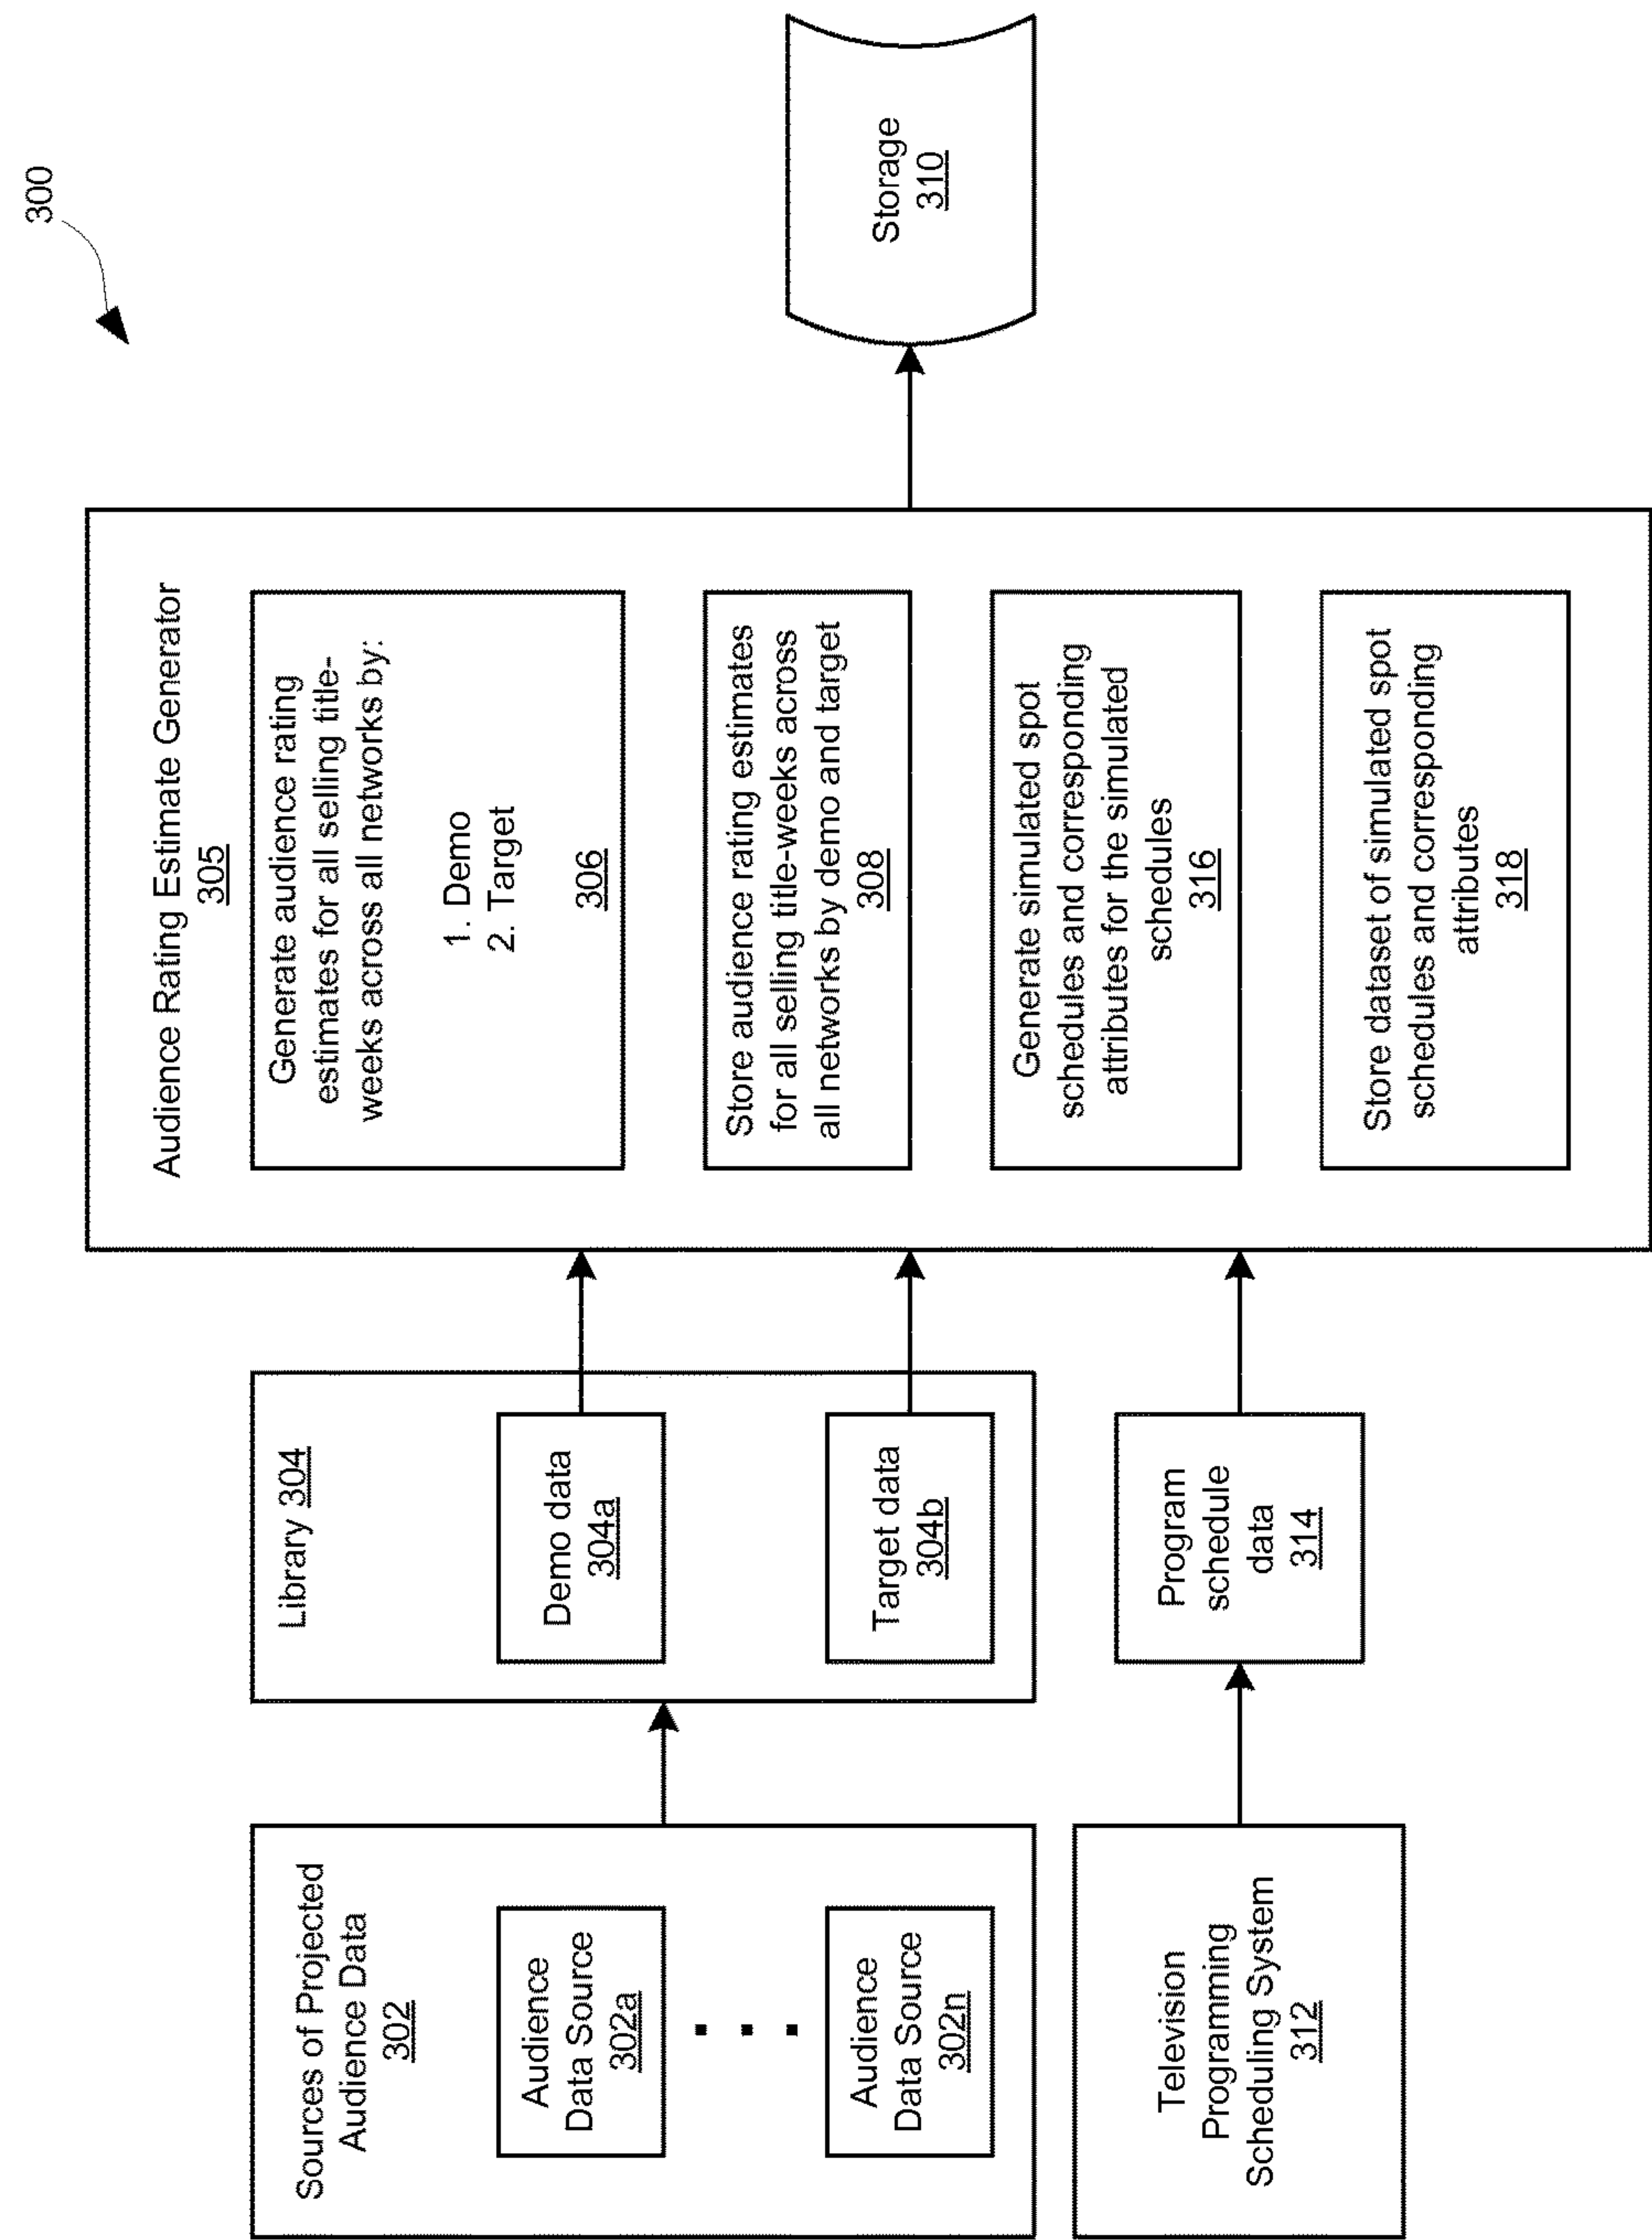 300
Sources of Projected
Audience Data
302
Audience
Data Source
302a
Audience
Data Source
302n
Television
Programming
Scheduling System
312
Library 304
Demo data
304a
Target data
304b
Program
schedule
data
314
Audience Rating Estimate Generator
305
Generate audience rating
estimates for all selling title-
weeks across all networks by:
1. Demo
2. Target
306
Store audience rating estimates
for all selling title-weeks across
all networks by demo and target
308
Generate simulated spot
schedules and corresponding
attributes for the simulated
schedules
316
Store dataset of simulated spot
schedules and corresponding
attributes
318
Storage
310